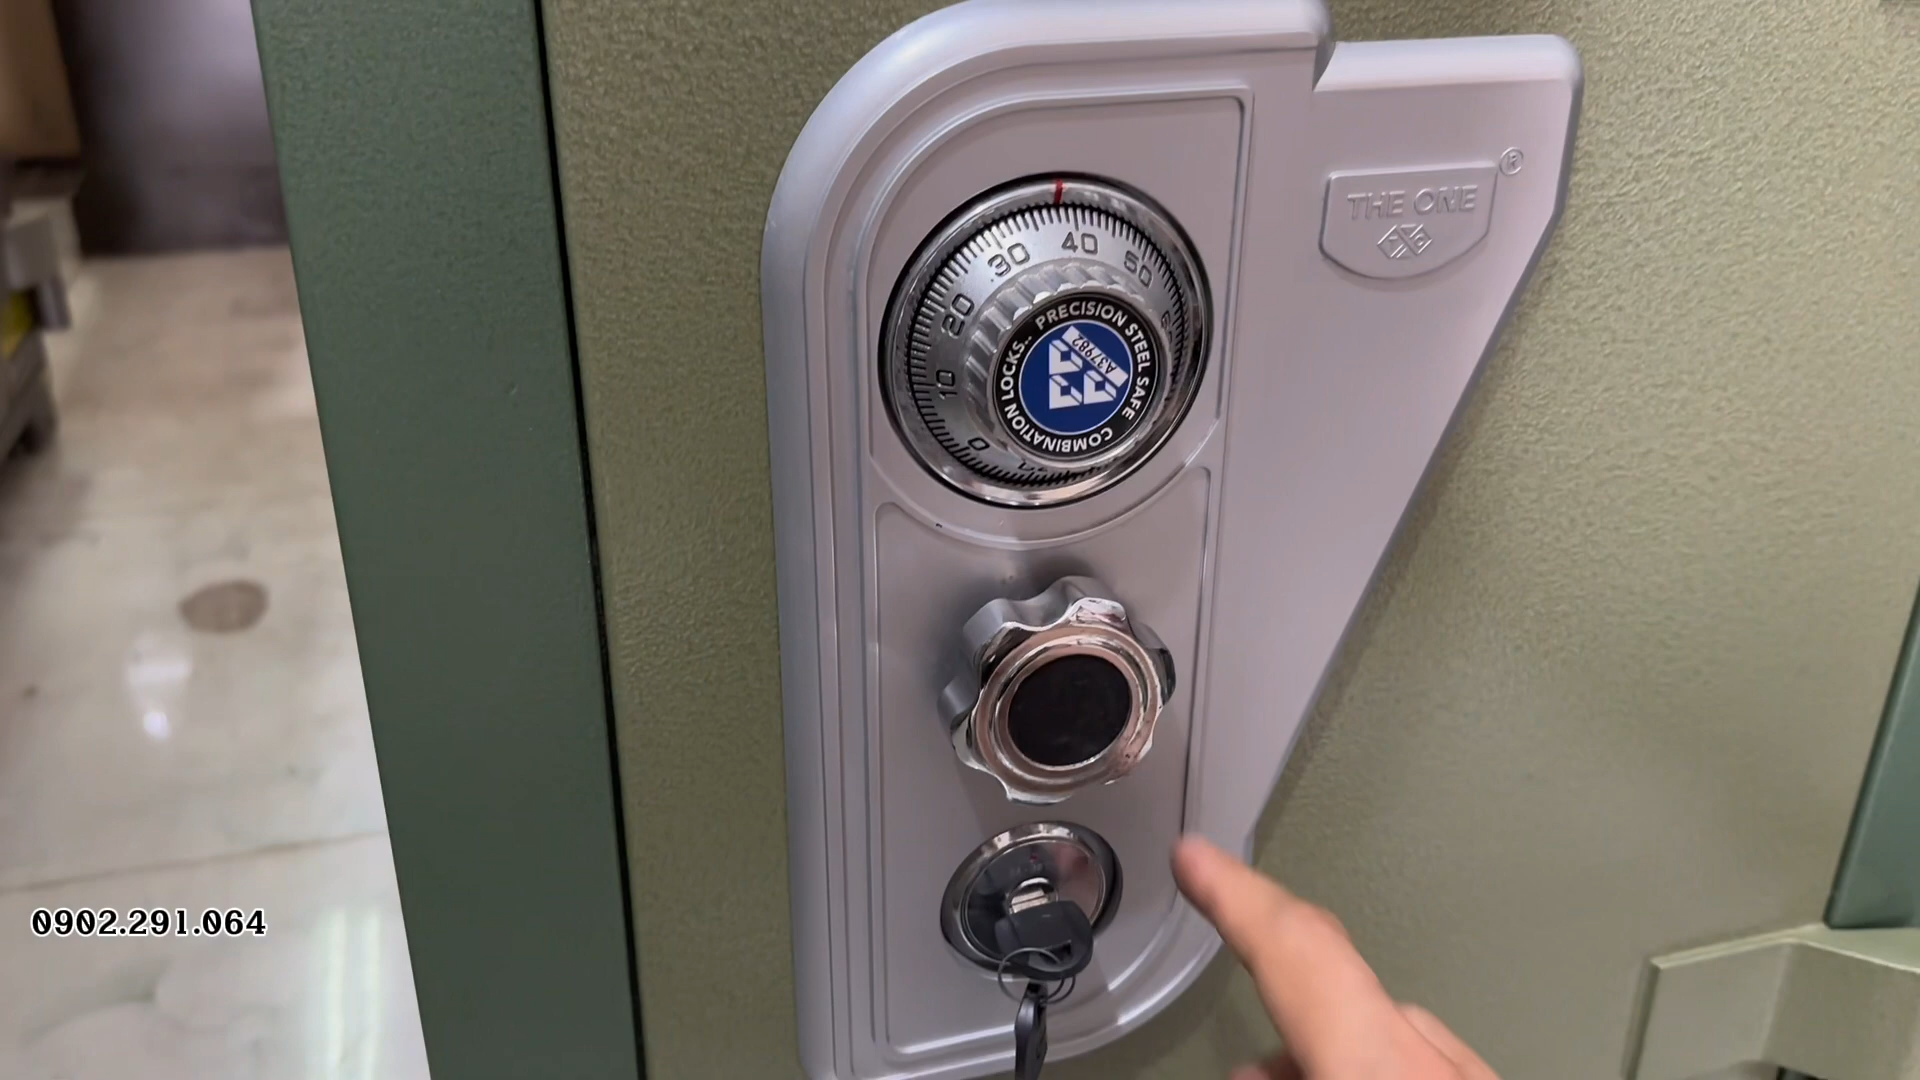 THE ONE
®
30 40 50
20
10
0
PRECISION STEEL SAFE
COMBINATION LOCKS..
A37982
0902.291.064